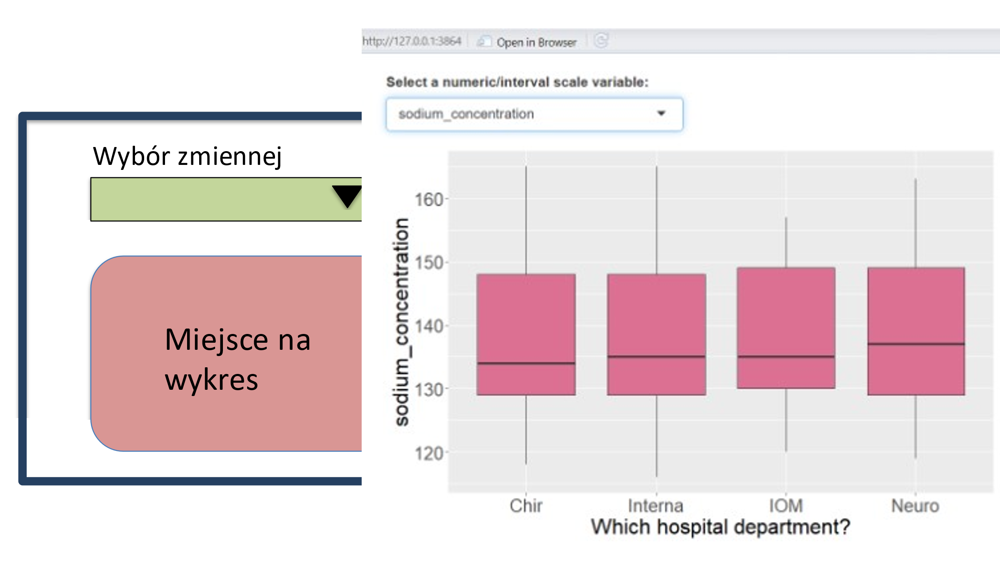 http://127.0.0.1:3864 Open in Browser
Select a numeric/interval scale variable:
sodium_concentration
Wybór zmiennej
Miejsce na
wykres
sodium_concentration
160
150
140
130
120
Chir Interna IOM Neuro
Which hospital department?